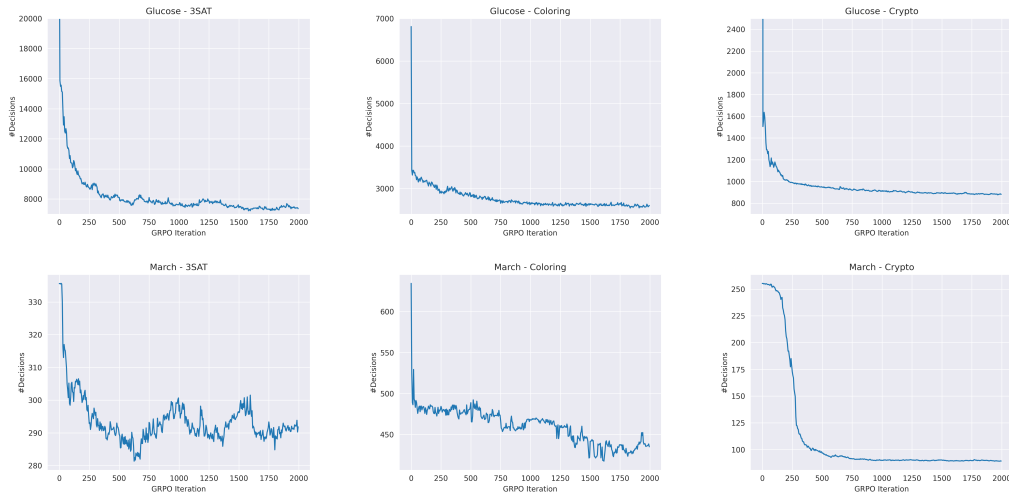 Glucose - 3SAT
20000
18000
16000
14000
12000
10000
8000
#Decisions
0 250 500 750 1000 1250 1500 1750 2000
GRPO Iteration
Glucose - Coloring
7000
6000
5000
4000
3000
#Decisions
0 250 500 750 1000 1250 1500 1750 2000
GRPO Iteration
Glucose - Crypto
2400
2200
2000
1800
1600
1400
1200
1000
800
#Decisions
0 250 500 750 1000 1250 1500 1750 2000
GRPO Iteration
March - 3SAT
330
320
310
300
290
280
#Decisions
0 250 500 750 1000 1250 1500 1750 2000
GRPO Iteration
March - Coloring
600
550
500
450
#Decisions
0 250 500 750 1000 1250 1500 1750 2000
GRPO Iteration
March - Crypto
250
225
200
175
150
125
100
#Decisions
0 250 500 750 1000 1250 1500 1750 2000
GRPO Iteration